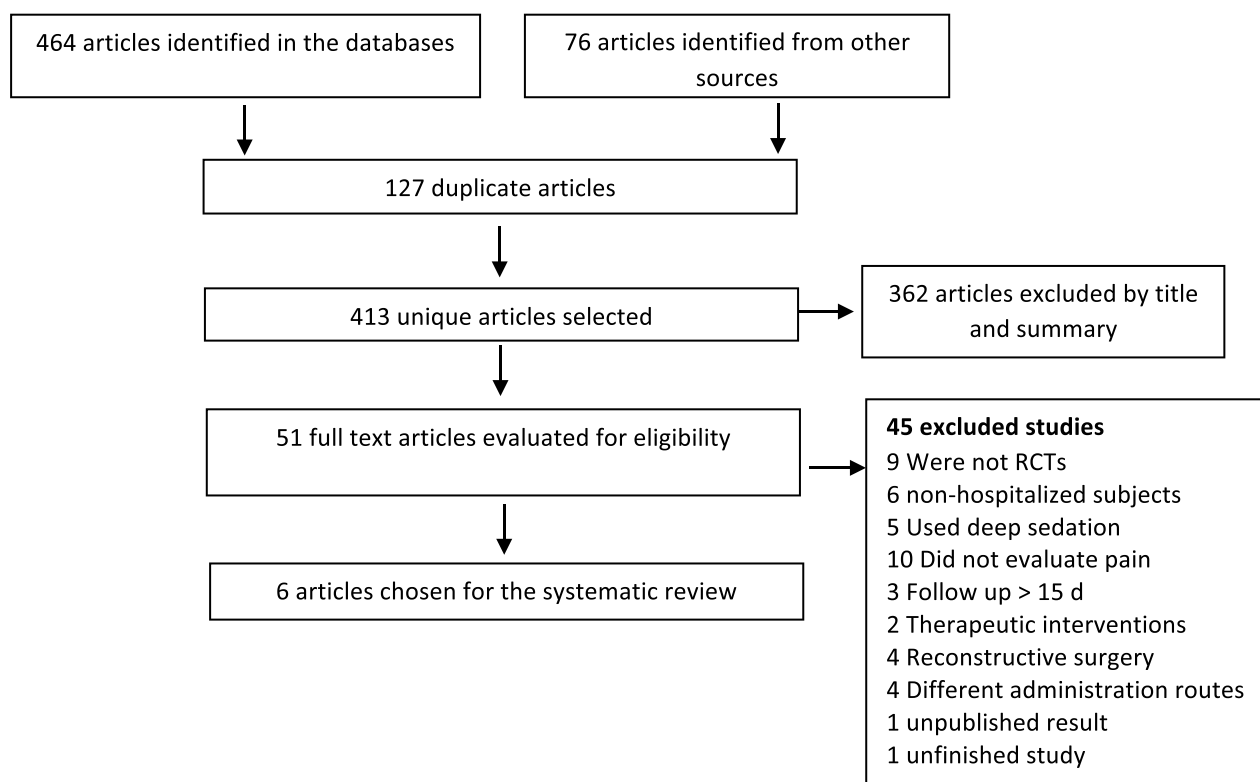 464 articles identified in the databases
76 articles identified from other
sources
127 duplicate articles
413 unique articles selected
362 articles excluded by title
and summary
51 full text articles evaluated for eligibility
45 excluded studies
9 Were not RCTs
6 non-hospitalized subjects
5 Used deep sedation
10 Did not evaluate pain
3 Follow up > 15 d
2 Therapeutic interventions
4 Reconstructive surgery
4 Different administration routes
1 unpublished result
1 unfinished study
6 articles chosen for the systematic review